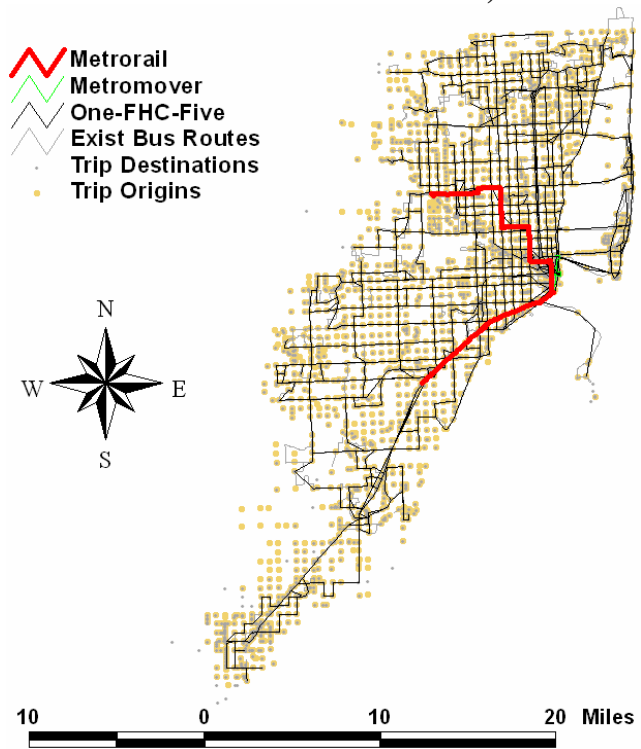 Metrorail
Metromover
One-FHC-Five
Exist Bus Routes
Trip Destinations
Trip Origins
N
W E
S
10 0 10 20 Miles